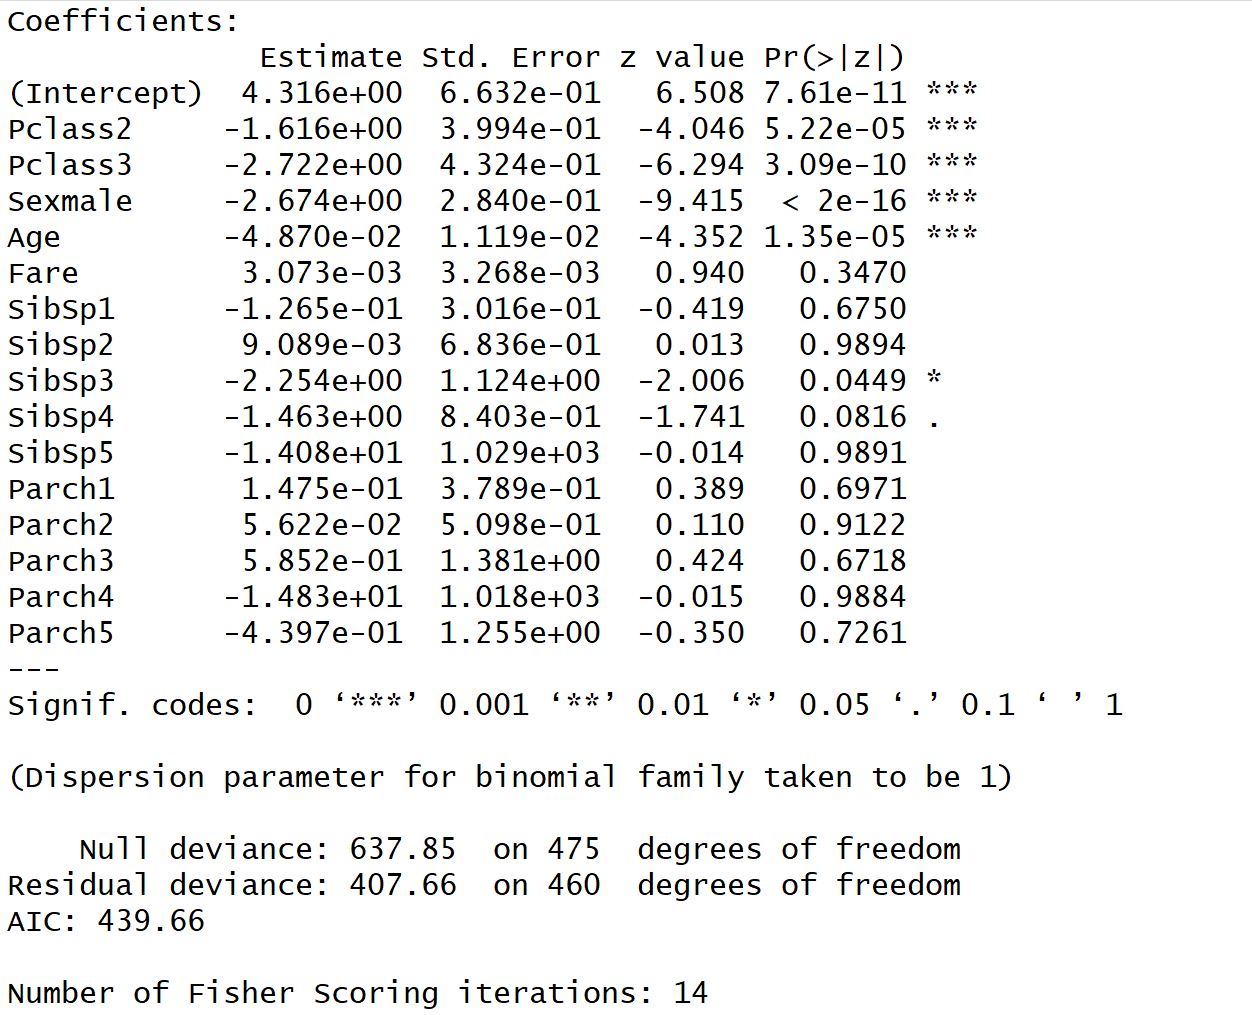 Coefficients:
              Estimate Std. Error z value Pr(>|z|)
(Intercept)  4.316e+00  6.632e-01   6.508 7.61e-11 ***
Pclass2     -1.616e+00  3.994e-01  -4.046 5.22e-05 ***
Pclass3     -2.722e+00  4.324e-01  -6.294 3.09e-10 ***
Sexmale     -2.674e+00  2.840e-01  -9.415  < 2e-16 ***
Age         -4.870e-02  1.119e-02  -4.352 1.35e-05 ***
Fare         3.073e-03  3.268e-03   0.940   0.3470
SibSp1      -1.265e-01  3.016e-01  -0.419   0.6750
SibSp2       9.089e-03  6.836e-01   0.013   0.9894
SibSp3      -2.254e+00  1.124e+00  -2.006   0.0449 *
SibSp4      -1.463e+00  8.403e-01  -1.741   0.0816 .
SibSp5      -1.408e+01  1.029e+03  -0.014   0.9891
Parch1       1.475e-01  3.789e-01   0.389   0.6971
Parch2       5.622e-02  5.098e-01   0.110   0.9122
Parch3       5.852e-01  1.381e+00   0.424   0.6718
Parch4      -1.483e+01  1.018e+03  -0.015   0.9884
Parch5      -4.397e-01  1.255e+00  -0.350   0.7261
---
Signif. codes:  0 ‘***’ 0.001 ‘**’ 0.01 ‘*’ 0.05 ‘.’ 0.1 ‘ ’ 1
(Dispersion parameter for binomial family taken to be 1)
    Null deviance: 637.85  on 475  degrees of freedom
Residual deviance: 407.66  on 460  degrees of freedom
AIC: 439.66
Number of Fisher Scoring iterations: 14